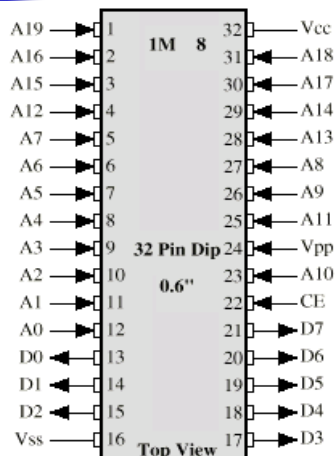 A19 1 32 Vcc
1M 8
A16 2 31 A18
A15 3 30 A17
A12 4 29 A14
A7 5 28 A13
A6 6 27 A8
A5 7 26 A9
A4 8 25 A11
A3 9 32 Pin Dip 24 Vpp
A2 10 23 A10
0.6"
A1 11 22 CE
A0 12 21 D7
D0 13 20 D6
D1 14 19 D5
D2 15 18 D4
Vss 16 17 D3
Top View